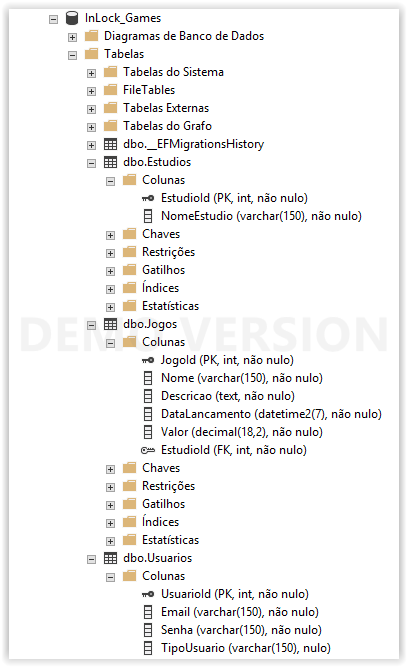 InLock_Games
Diagramas de Banco de Dados
Tabelas
Tabelas do Sistema
FileTables
Tabelas Externas
Tabelas do Grafo
dbo.__EFMigrationsHistory
dbo.Estudios
Colunas
EstudioId (PK, int, não nulo)
NomeEstudio (varchar(150), não nulo)
Chaves
Restrições
Gatilhos
Índices
Estatísticas
dbo.Jogos
Colunas
JogoId (PK, int, não nulo)
Nome (varchar(150), não nulo)
Descricao (text, não nulo)
DataLancamento (datetime2(7), não nulo)
Valor (decimal(18,2), não nulo)
EstudioId (FK, int, não nulo)
Chaves
Restrições
Gatilhos
Índices
Estatísticas
dbo.Usuarios
Colunas
UsuarioId (PK, int, não nulo)
Email (varchar(150), não nulo)
Senha (varchar(150), não nulo)
TipoUsuario (varchar(150), nulo)
VERSION